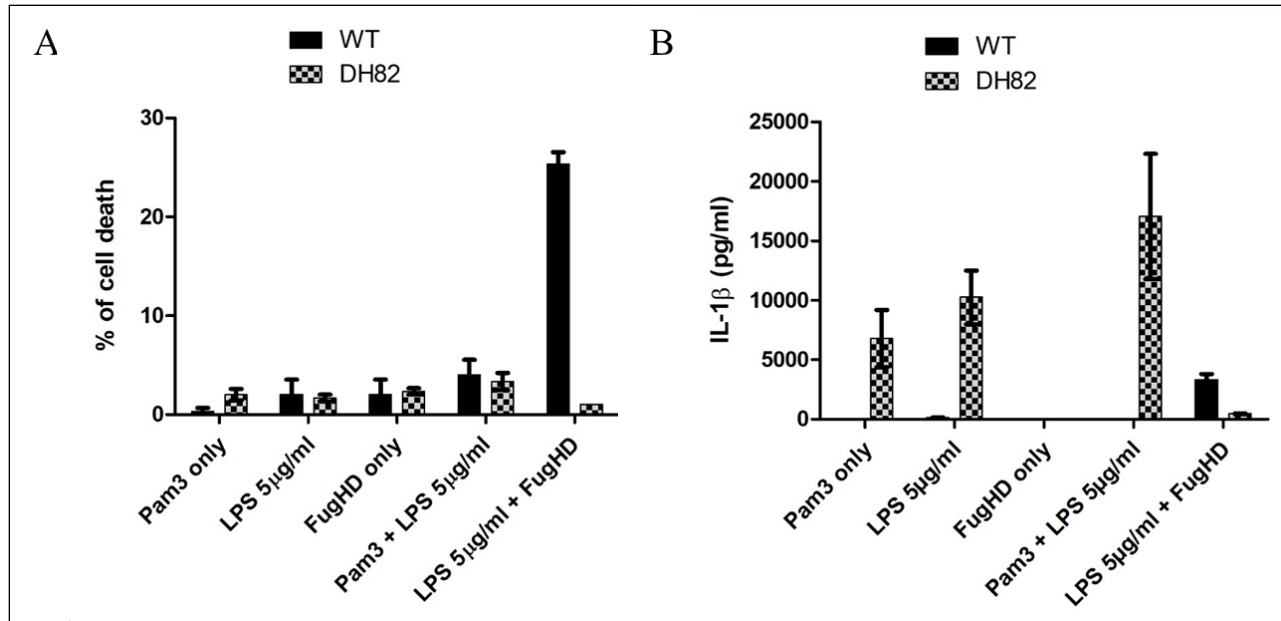 A
WT
DH82
% of cell death
30
20
10
0
Pam3 only
LPS 5μg/ml
FugHD only
Pam3 + LPS 5μg/ml
LPS 5μg/ml + FugHD
B
WT
DH82
IL-1β (pg/ml)
25000
20000
15000
10000
5000
0
Pam3 only
LPS 5μg/ml
FugHD only
Pam3 + LPS 5μg/ml
LPS 5μg/ml + FugHD